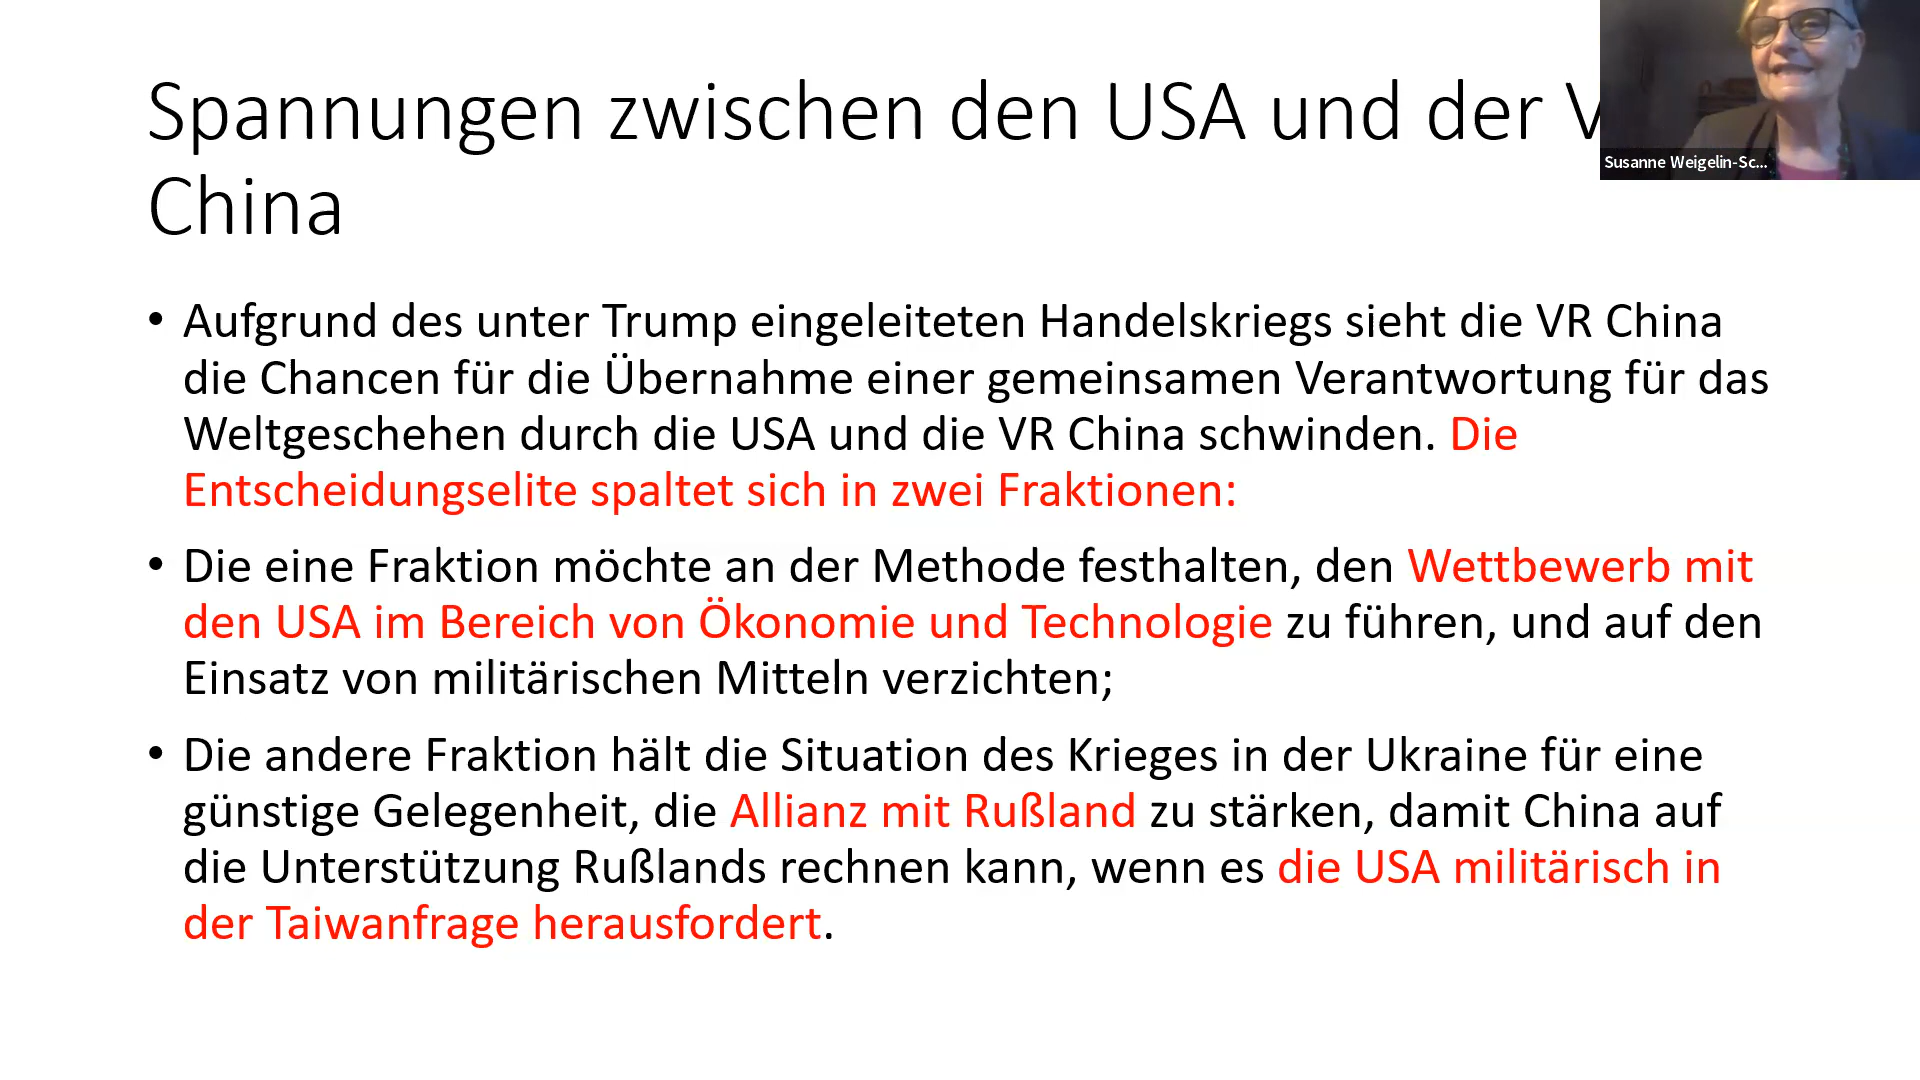 Spannungen zwischen den USA und der V
China
Susanne Weigelin-Sc...
• Aufgrund des unter Trump eingeleiteten Handelskriegs sieht die VR China
die Chancen für die Übernahme einer gemeinsamen Verantwortung für das
Weltgeschehen durch die USA und die VR China schwinden. Die
Entscheidungselite spaltet sich in zwei Fraktionen:
• Die eine Fraktion möchte an der Methode festhalten, den Wettbewerb mit
den USA im Bereich von Ökonomie und Technologie zu führen, und auf den
Einsatz von militärischen Mitteln verzichten;
• Die andere Fraktion hält die Situation des Krieges in der Ukraine für eine
günstige Gelegenheit, die Allianz mit Rußland zu stärken, damit China auf
die Unterstützung Rußlands rechnen kann, wenn es die USA militärisch in
der Taiwanfrage herausfordert.